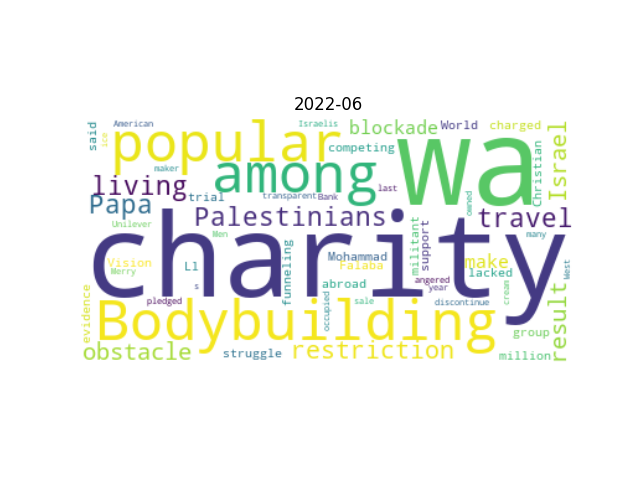 2022-06
said
ice
American
popular
Israelis
blockade
World
charged
Israel
wa
among
competing
Christian
maker
living
trial
transparent
Bank
last
owned
Papa
Palestinians
travel
Unilever
Men
charity
many
militant
support
funneling
Mohammad
Vision
Merry
Ll
Falaba
make
lacked
West
s
abroad
angered
year
cream
pledged
sale
discontinue
evidence
Bodybuilding
occupied
result
group
obstacle
struggle
restriction
million